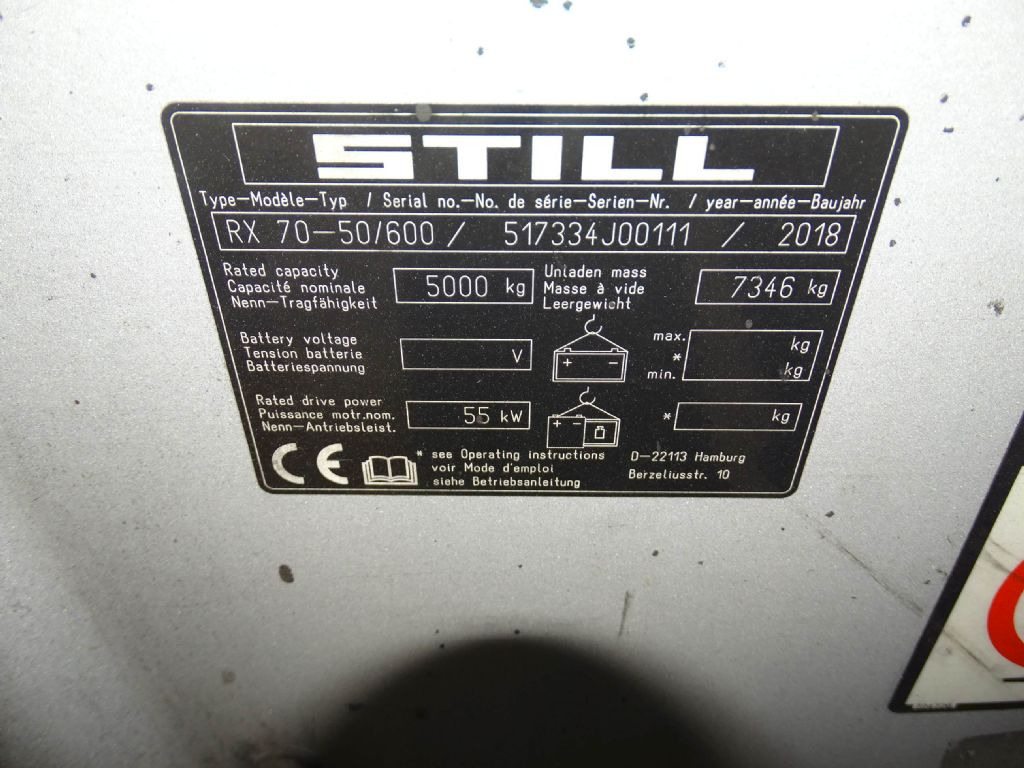 STILL
Type-Modèle-Typ / Serial no.-No. de série-Serien-Nr. / year-année-Baujahr
RX 70-50/600 / 517334J00111 / 2018
Rated capacity
Capacité nominale
Nenn-Tragfähigkeit
5000 kg
Unladen mass
Masse à vide
Leergewicht
7346 kg
Battery voltage
Tension batterie
Batteriespannung
V
+ -
max.
*
min.
kg
kg
Rated drive power
Puissance motr.nom.
Nenn-Antriebsleist.
55 kW
+ -
* kg
CE
* see Operating instructions
voir Mode d'emploi
siehe Betriebsanleitung
D-22113 Hamburg
Berzeliusstr. 10